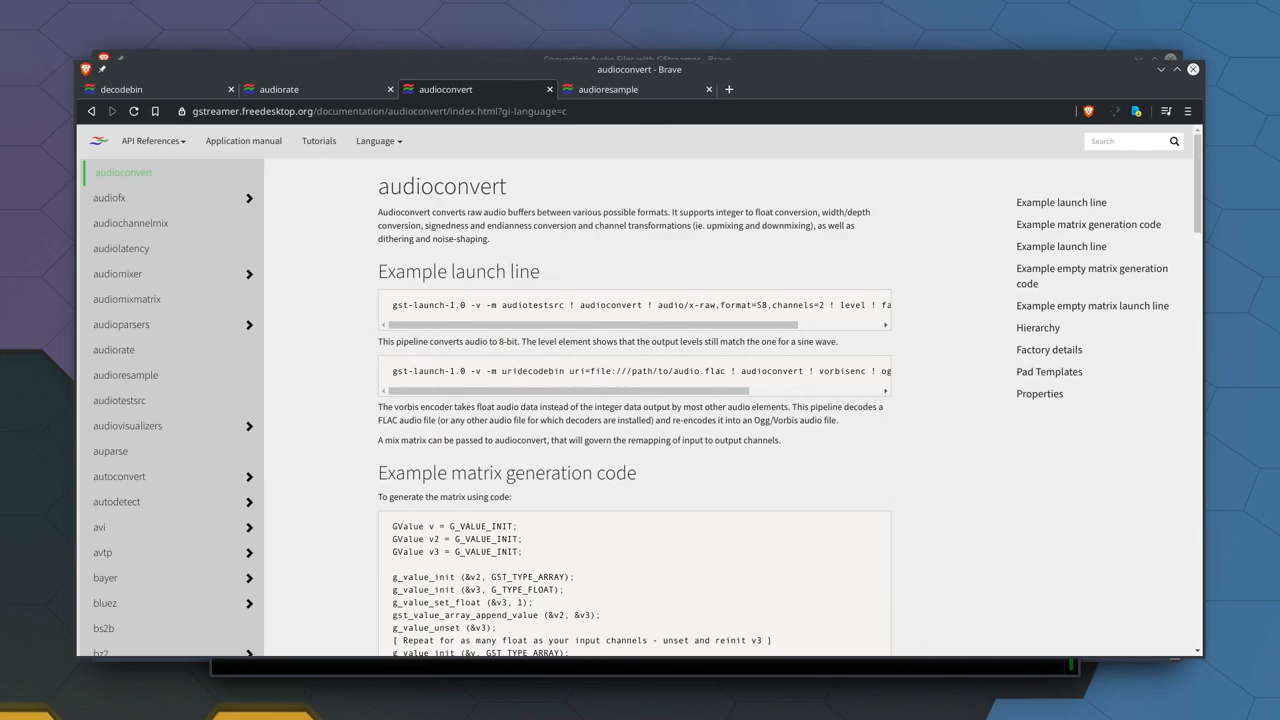 Converting Audio Files with GStreamer - Brave
audioconvert - Brave
decodebin
audiorate
audioconvert
audioresample
gstreamer.freedesktop.org/documentation/audioconvert/index.html?gi-language=c
API References
Application manual
Tutorials
Language
Search
audioconvert
audiofx
audiochannelmix
audiolatency
audiomixer
audiomixmatrix
audioparsers
audiorate
audioresample
audiotestsrc
audiovisualizers
auparse
autoconvert
autodetect
avi
avtp
bayer
bluez
bs2b
bz2
audioconvert
Audioconvert converts raw audio buffers between various possible formats. It supports integer to float conversion, width/depth
conversion, signedness and endianness conversion and channel transformations (ie. upmixing and downmixing), as well as
dithering and noise-shaping.
Example launch line
gst-launch-1.0 -v -m audiotestsrc ! audioconvert ! audio/x-raw,format=S8,channels=2 ! level ! fa
This pipeline converts audio to 8-bit. The level element shows that the output levels still match the one for a sine wave.
gst-launch-1.0 -v -m uridecodebin uri=file:///path/to/audio.flac ! audioconvert ! vorbisenc ! og
The vorbis encoder takes float audio data instead of the integer data output by most other audio elements. This pipeline decodes a
FLAC audio file (or any other audio file for which decoders are installed) and re-encodes it into an Ogg/Vorbis audio file.
A mix matrix can be passed to audioconvert, that will govern the remapping of input to output channels.
Example matrix generation code
To generate the matrix using code:
GValue v = G_VALUE_INIT;
GValue v2 = G_VALUE_INIT;
GValue v3 = G_VALUE_INIT;
g_value_init (&v2, GST_TYPE_ARRAY);
g_value_init (&v3, G_TYPE_FLOAT);
g_value_set_float (&v3, 1);
gst_value_array_append_value (&v2, &v3);
g_value_unset (&v3);
[ Repeat for as many float as your input channels - unset and reinit v3 ]
g_value_init (&v, GST_TYPE_ARRAY);
Example launch line
Example matrix generation code
Example launch line
Example empty matrix generation
code
Example empty matrix launch line
Hierarchy
Factory details
Pad Templates
Properties